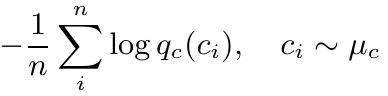 $-\frac{1}{n}\sum_{i}^{n} \log q_c(c_i), \quad c_i \sim \mu_c$